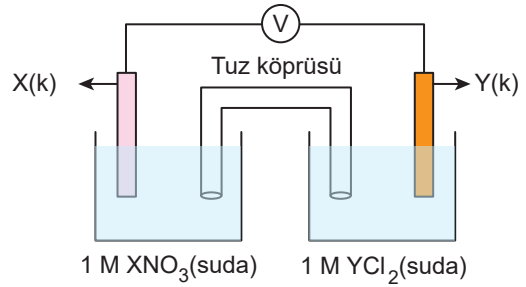 V
Tuz köprüsü
X(k)
Y(k)
1 M XNO₃(suda)
1 M YCl₂(suda)